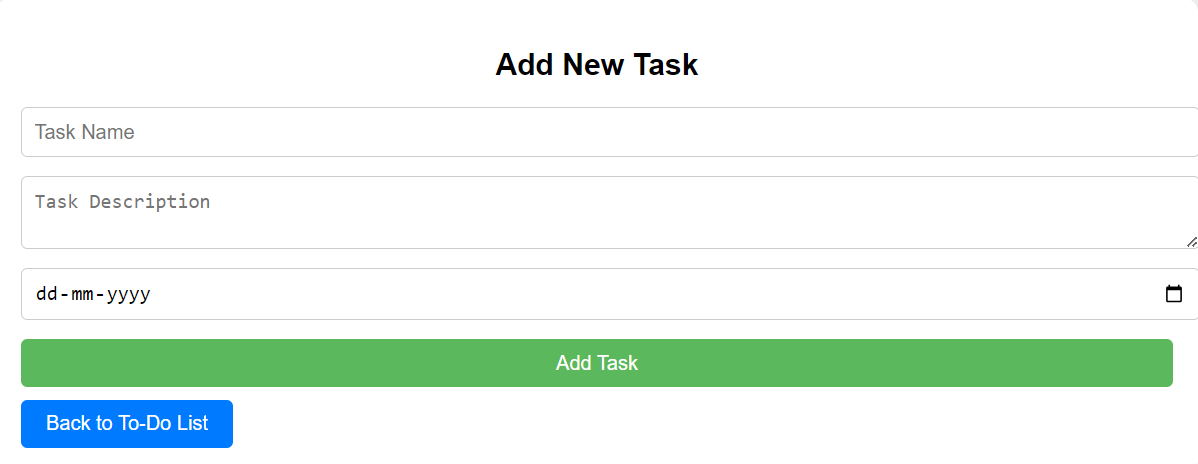 Add New Task
Task Name
Task Description
dd-mm-yyyy
Add Task
Back to To-Do List